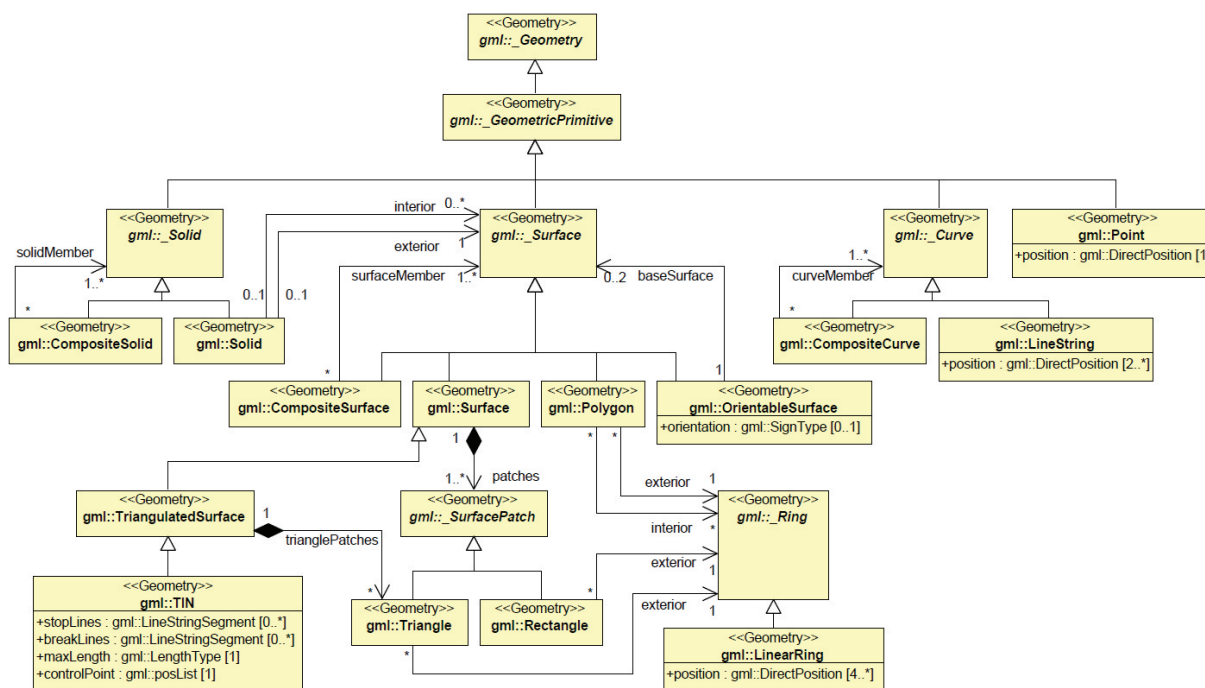 <<Geometry>>
gml::_Geometry
<<Geometry>>
gml::_GeometricPrimitive
<<Geometry>>
gml::_Solid
interior 0..*
exterior 1
<<Geometry>>
gml::_Surface
<<Geometry>>
gml::_Curve
<<Geometry>>
gml::Point
+position : gml::DirectPosition [1
solidMember
1..*
*
surfaceMember
1..*
0..2
baseSurface
1..*
curveMember
*
0..1
0..1
<<Geometry>>
gml::CompositeSolid
<<Geometry>>
gml::Solid
<<Geometry>>
gml::CompositeCurve
<<Geometry>>
gml::LineString
+position : gml::DirectPosition [2..*]
*
1
<<Geometry>>
gml::CompositeSurface
<<Geometry>>
gml::Surface
<<Geometry>>
gml::Polygon
<<Geometry>>
gml::OrientableSurface
+orientation : gml::SignType [0..1]
1
*
*
1..*
patches
exterior
1
interior
*
<<Geometry>>
gml::TriangulatedSurface
1
trianglePatches
*
<<Geometry>>
gml::_SurfacePatch
<<Geometry>>
gml::_Ring
exterior
1
*
exterior
1
*
<<Geometry>>
gml::TIN
+stopLines : gml::LineStringSegment [0..*]
+breakLines : gml::LineStringSegment [0..*]
+maxLength : gml::LengthType [1]
+controlPoint : gml::posList [1]
<<Geometry>>
gml::Triangle
<<Geometry>>
gml::Rectangle
<<Geometry>>
gml::LinearRing
+position : gml::DirectPosition [4..*]